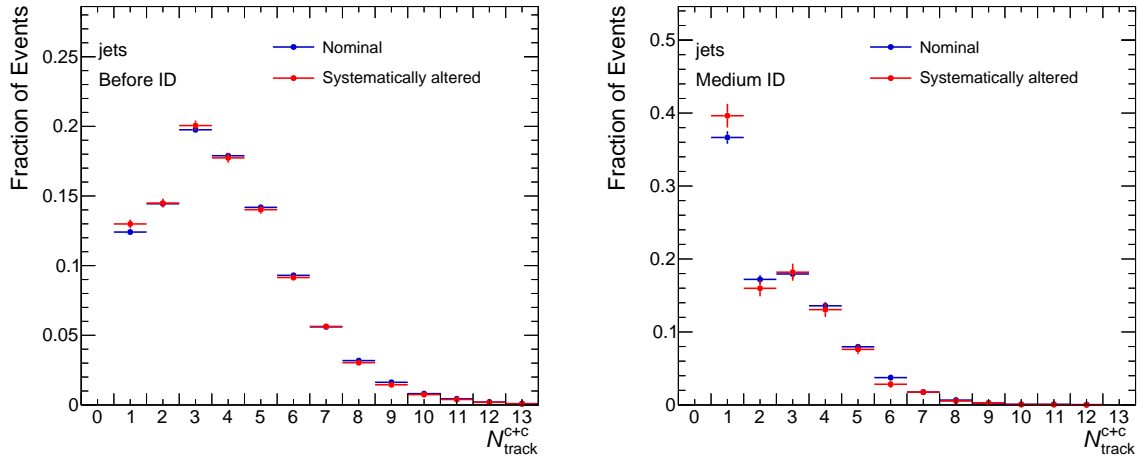 Fraction of Events
jets
Before ID
Nominal
Systematically altered
0.25
0.2
0.15
0.1
0.05
0
0 1 2 3 4 5 6 7 8 9 10 11 12 13
N_track^c+c
Fraction of Events
jets
Medium ID
Nominal
Systematically altered
0.5
0.4
0.3
0.2
0.1
0
0 1 2 3 4 5 6 7 8 9 10 11 12 13
N_track^c+c